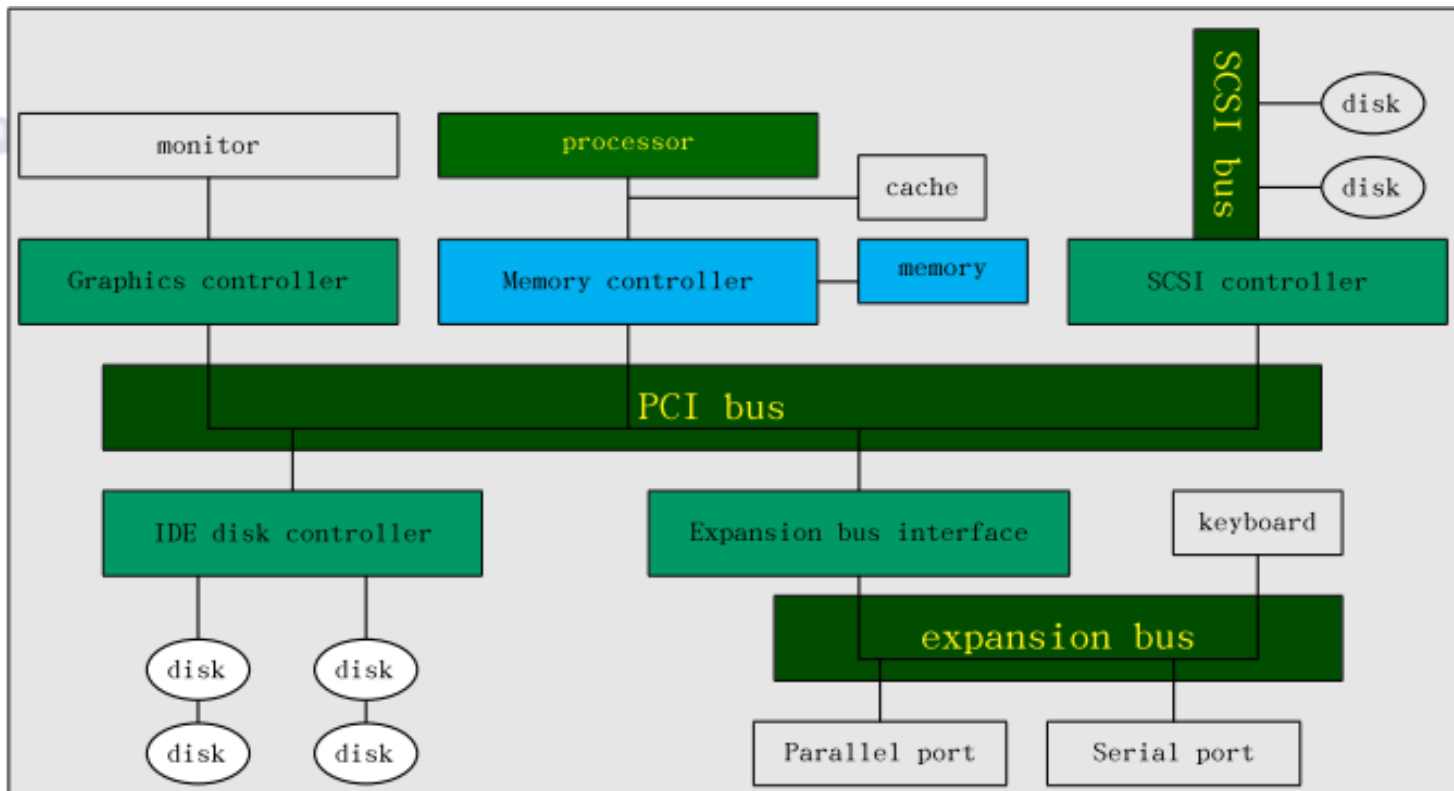 SCSI bus
disk
monitor
processor
cache
disk
Graphics controller
Memory controller
memory
SCSI controller
PCI bus
IDE disk controller
Expansion bus interface
keyboard
expansion bus
disk
disk
disk
disk
Parallel port
Serial port